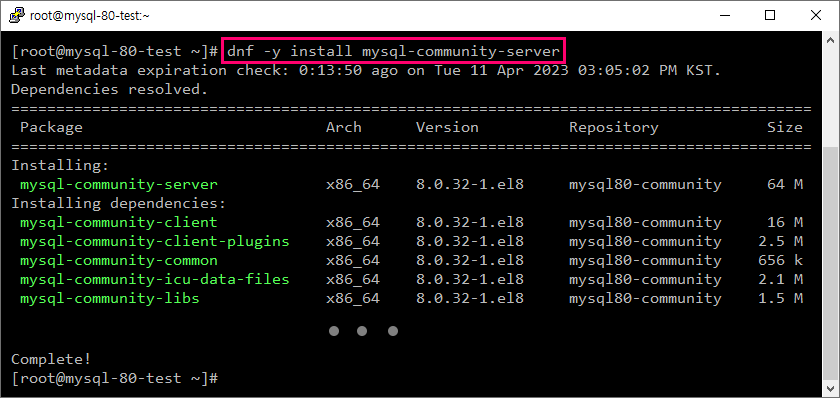 root@mysql-80-test:~
[root@mysql-80-test ~]# dnf -y install mysql-community-server
Last metadata expiration check: 0:13:50 ago on Tue 11 Apr 2023 03:05:02 PM KST.
Dependencies resolved.
================================================================================
Package Arch Version Repository Size
================================================================================
Installing:
mysql-community-server x86_64 8.0.32-1.el8 mysql80-community 64 M
Installing dependencies:
mysql-community-client x86_64 8.0.32-1.el8 mysql80-community 16 M
mysql-community-client-plugins x86_64 8.0.32-1.el8 mysql80-community 2.5 M
mysql-community-common x86_64 8.0.32-1.el8 mysql80-community 656 k
mysql-community-icu-data-files x86_64 8.0.32-1.el8 mysql80-community 2.1 M
mysql-community-libs x86_64 8.0.32-1.el8 mysql80-community 1.5 M
● ● ●
Complete!
[root@mysql-80-test ~]#